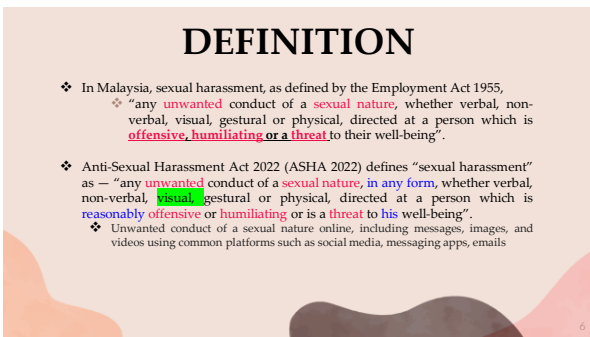 DEFINITION
❖ In Malaysia, sexual harassment, as defined by the Employment Act 1955,
❖ “any unwanted conduct of a sexual nature, whether verbal, non-
verbal, visual, gestural or physical, directed at a person which is
offensive, humiliating or a threat to their well-being”.
❖ Anti-Sexual Harassment Act 2022 (ASHA 2022) defines “sexual harassment”
as — “any unwanted conduct of a sexual nature, in any form, whether verbal,
non-verbal, visual, gestural or physical, directed at a person which is
reasonably offensive or humiliating or is a threat to his well-being”.
❖ Unwanted conduct of a sexual nature online, including messages, images, and
videos using common platforms such as social media, messaging apps, emails
6